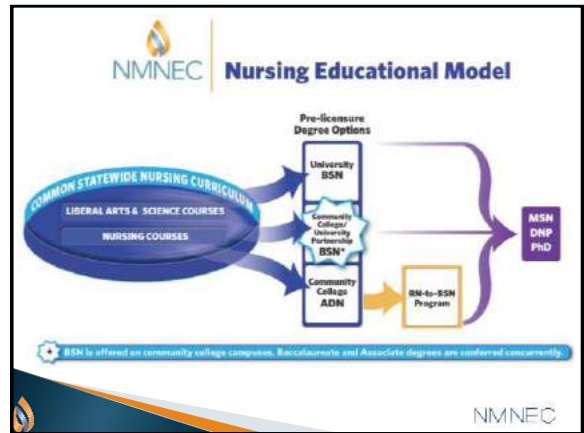 NMNEC
Nursing Educational Model
Pre-licensure
Degree Options
COMMON STATEWIDE NURSING CURRICULUM
LIBERAL ARTS & SCIENCE COURSES
NURSING COURSES
University
BSN
Community
College/
University
Partnership
BSN*
Community
College
ADN
RN-to-BSN
Program
MSN
DNP
PhD
* BSN is offered on community college campuses. Baccalaureate and Associate degrees are conferred concurrently.
NMNEC